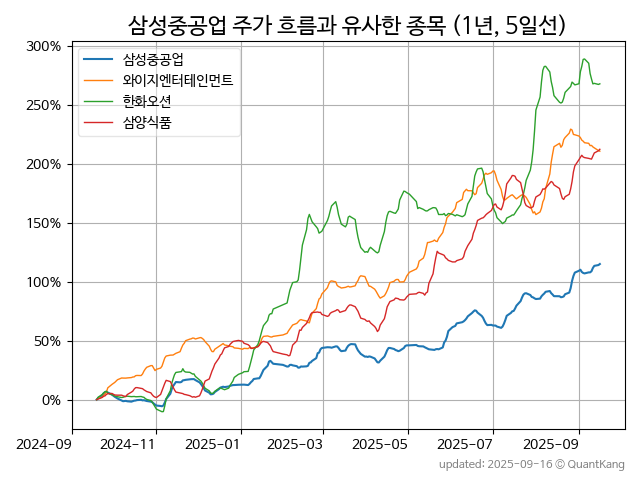 삼성중공업 주가 흐름과 유사한 종목 (1년, 5일선)
300%
250%
200%
150%
100%
50%
0%
삼성중공업
와이지엔터테인먼트
한화오션
삼양식품
2024-09 2024-11 2025-01 2025-03 2025-05 2025-07 2025-09
updated: 2025-09-16 © QuantKang